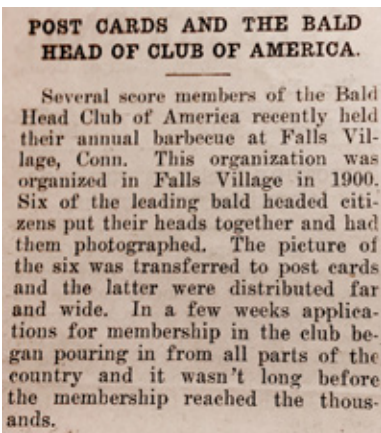 POST CARDS AND THE BALD
HEAD OF CLUB OF AMERICA.
Several score members of the Bald
Head Club of America recently held
their annual barbecue at Falls Vil-
lage, Conn. This organization was
organized in Falls Village in 1900.
Six of the leading bald headed citi-
zens put their heads together and had
them photographed. The picture of
the six was transferred to post cards
and the latter were distributed far
and wide. In a few weeks applica-
tions for membership in the club be-
gan pouring in from all parts of the
country and it wasn't long before
the membership reached the thous-
ands.